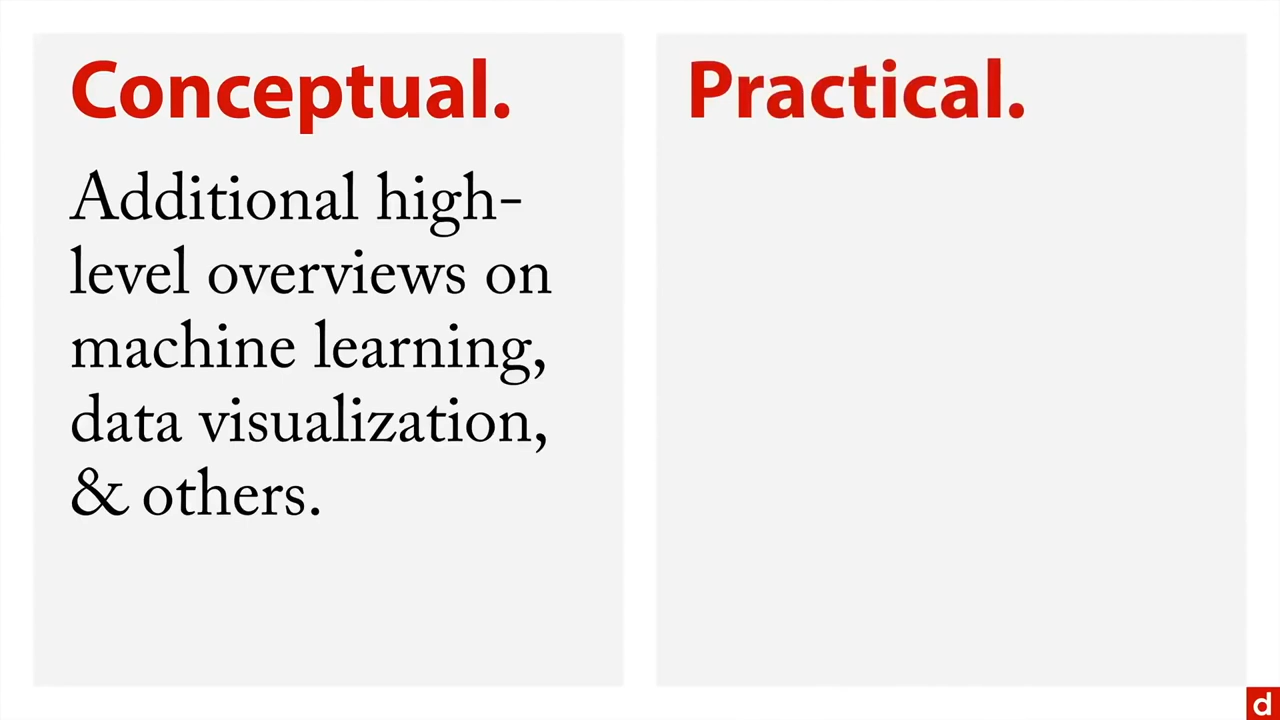 Conceptual.
Additional high-
level overviews on
machine learning,
data visualization,
& others.
Practical.
d